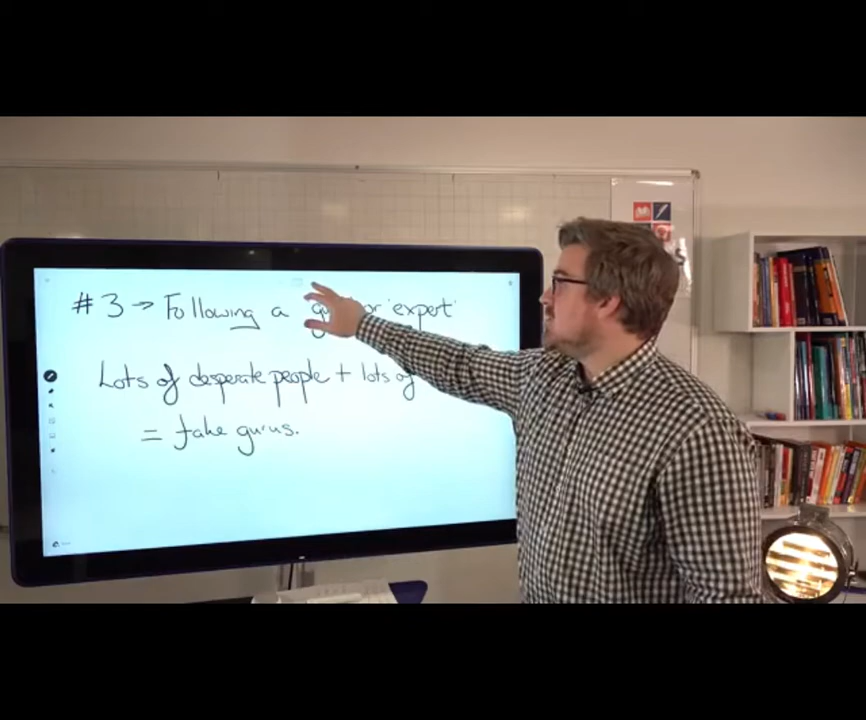 #3 → Following a or 'expert'
Lots of desperate people + lots of
= fake gurus.